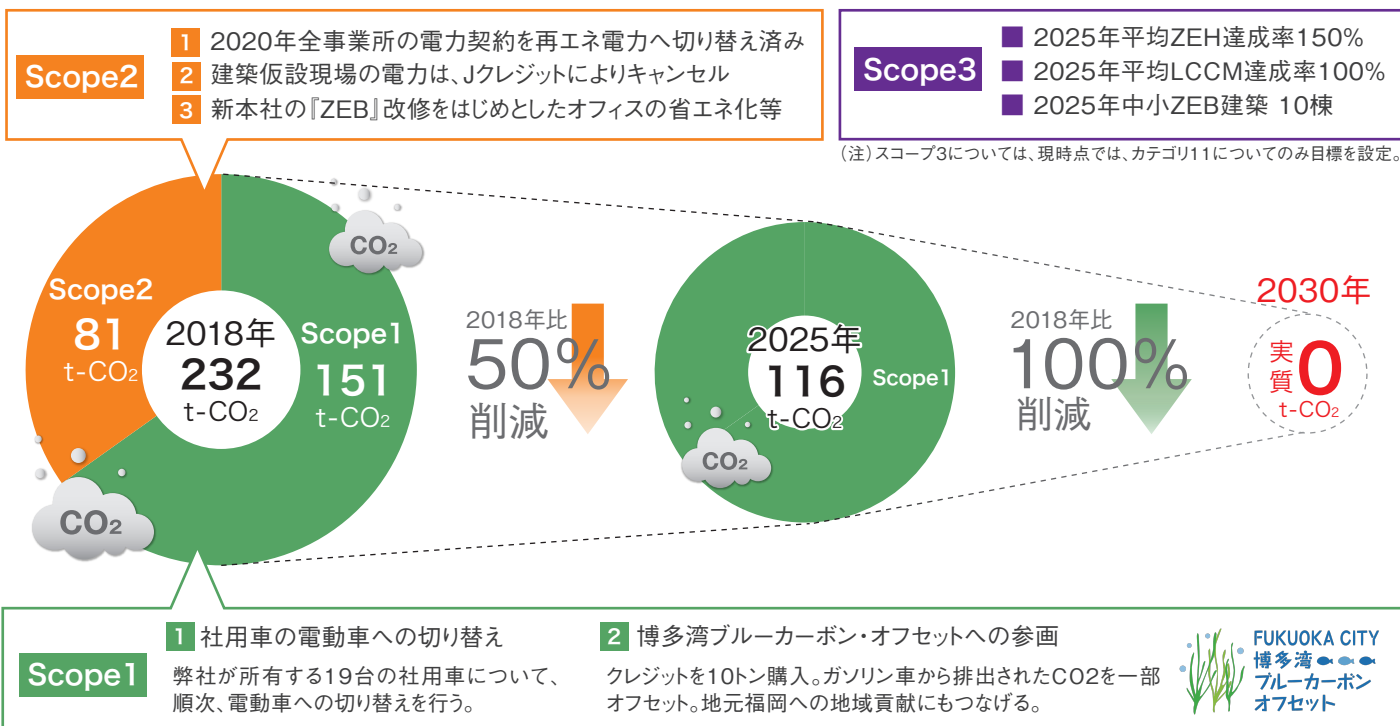 Scope2
1 2020年全事業所の電力契約を再エネ電力へ切り替え済み
2 建築仮設現場の電力は、Jクレジットによりキャンセル
3 新本社の『ZEB』改修をはじめとしたオフィスの省エネ化等
Scope3
■ 2025年平均ZEH達成率150%
■ 2025年平均LCCM達成率100%
■ 2025年中小ZEB建築 10棟
(注)スコープ3については、現時点では、カテゴリ11についてのみ目標を設定。
CO2
Scope2
81
t-CO2
2018年
232
t-CO2
Scope1
151
t-CO2
CO2
2018年比
50%
削減
2025年
116
t-CO2
Scope1
CO2
2018年比
100%
削減
2030年
実質
0
t-CO2
Scope1
1 社用車の電動車への切り替え
弊社が所有する19台の社用車について、
順次、電動車への切り替えを行う。
2 博多湾ブルーカーボン・オフセットへの参画
クレジットを10トン購入。ガソリン車から排出されたCO2を一部
オフセット。地元福岡への地域貢献にもつなげる。
FUKUOKA CITY
博多湾
ブルーカーボン
オフセット